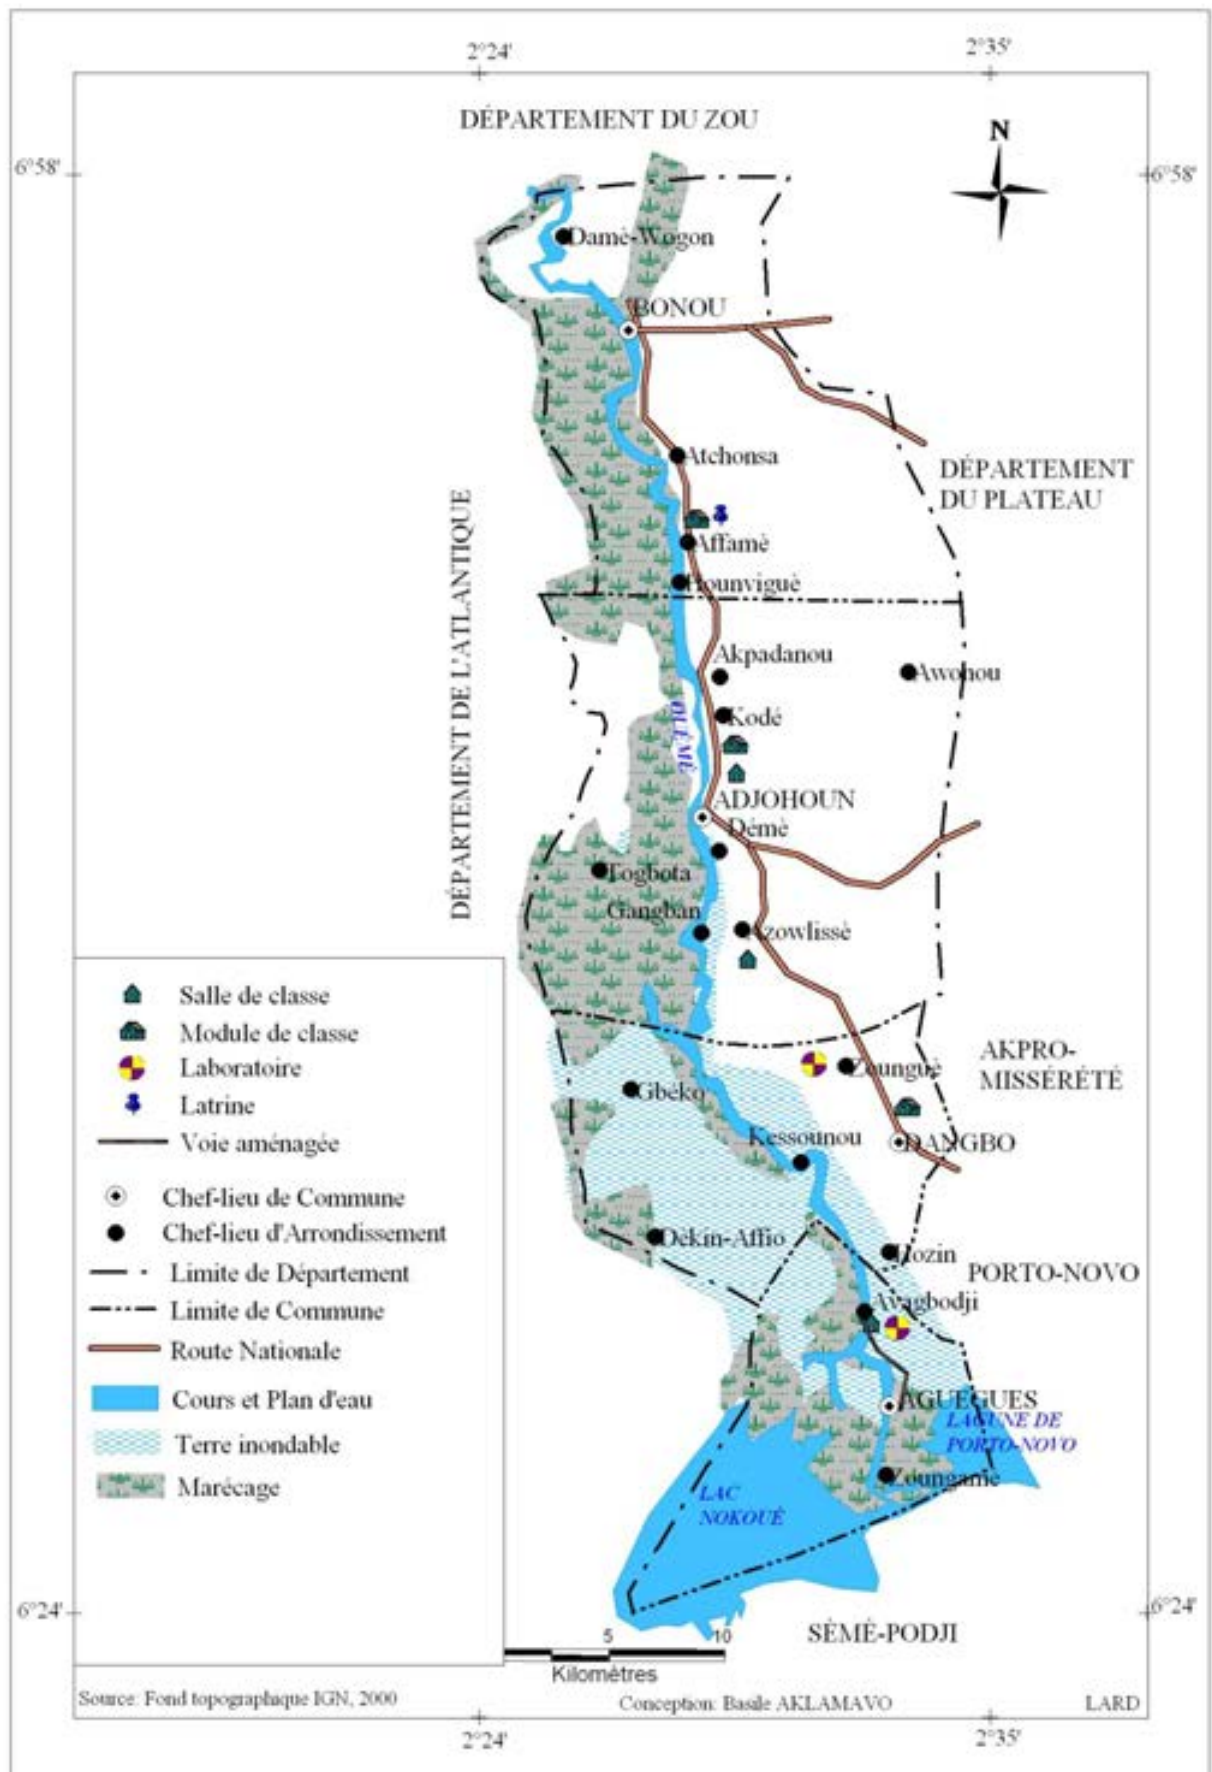 2°24'
2°35'
DÉPARTEMENT DU ZOU
N
6°58'
6°58'
Damè-Wogon
BONOU
Atchonsa
DÉPARTEMENT
DU PLATEAU
DÉPARTEMENT DE L'ATLANTIQUE
Affamè
Hounviguè
Akpadanou
Awonou
Kodé
OUÉMÉ
ADJOHOUN
Démè
Togbota
Gangban
Azowlissè
Salle de classe
Module de classe
Laboratoire
Latrine
Voie aménagée
Chef-lieu de Commune
Chef-lieu d'Arrondissement
Limite de Département
Limite de Commune
Route Nationale
Cours et Plan d'eau
Terre inondable
Marécage
AKPRO-
MISSÉRÉTÉ
Zounguè
Gbéko
Kessounou
DANGBO
Dékin-Affio
Hozin
PORTO-NOVO
Avagbodji
AGUEGUES
LAGUNE DE
PORTO-NOVO
Zoungamè
LAC
NOKOUÉ
6°24'
6°24'
SÈMÈ-PODJI
5
10
Kilomètres
Source: Fond topographique IGN, 2000
Conception: Basile AKLAMAVO
LARD
2°24'
2°35'